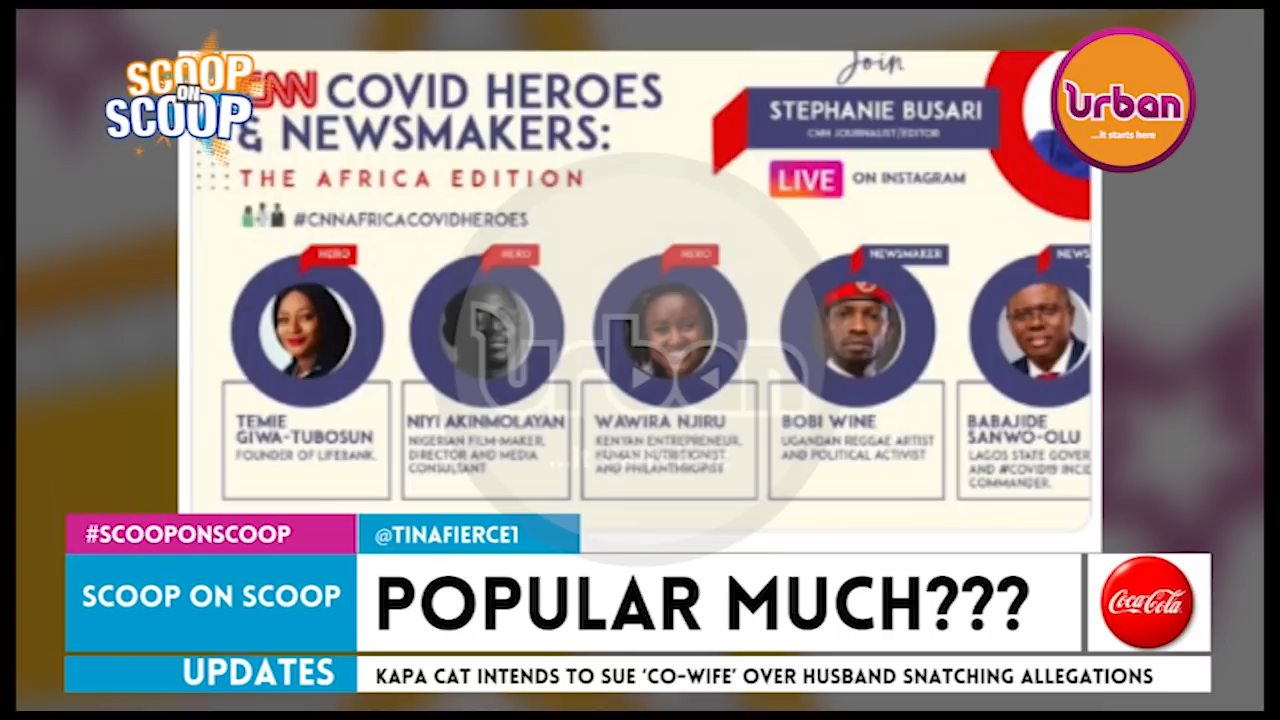 SCOOP
ON
SCOOP
CNN COVID HEROES
& NEWSMAKERS:
THE AFRICA EDITION
#CNNAFRICACOVIDHEROES
Join
STEPHANIE BUSARI
CNN JOURNALIST/EDITOR
LIVE ON INSTAGRAM
urban
...it starts here
HERO
HERO
HERO
NEWSMAKER
NEWS
TEMIE
GIWA-TUBOSUN
FOUNDER OF LIFEBANK.
NIYI AKINMOLAYAN
NIGERIAN FILM-MAKER,
DIRECTOR AND MEDIA
CONSULTANT
WAWIRA NJIRU
KENYAN ENTREPRENEUR,
HUMAN NUTRITIONIST
AND PHILANTHROPIST
BOBI WINE
UGANDAN REGGAE ARTIST
AND POLITICAL ACTIVIST
BABAJIDE
SANWO-OLU
LAGOS STATE GOVER
AND #COVID19 INCID
COMMANDER.
urban
#SCOOPONSCOOP
@TINAFIERCE1
SCOOP ON SCOOP
POPULAR MUCH???
Coca-Cola
UPDATES
KAPA CAT INTENDS TO SUE ‘CO-WIFE’ OVER HUSBAND SNATCHING ALLEGATIONS